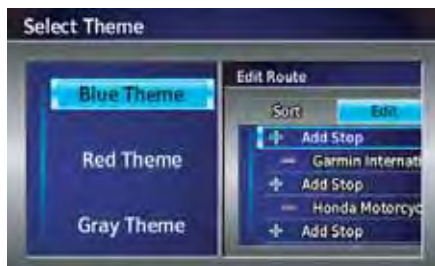 Select Theme
Blue Theme
Red Theme
Gray Theme
Edit Route
Sort Edit
Add Stop
Garmin Internati
Add Stop
Honda Motorcyc
Add Stop